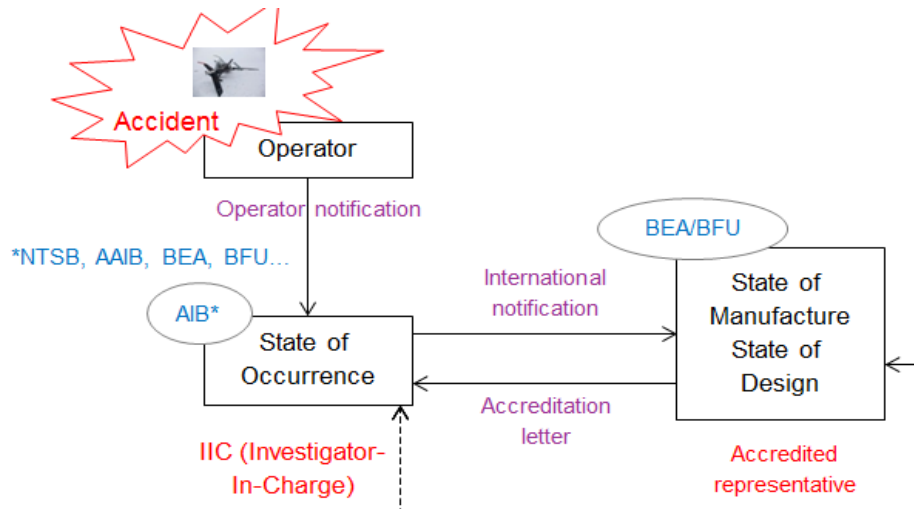 Accident
Operator
Operator notification
*NTSB, AAIB, BEA, BFU...
BEA/BFU
International
notification
State of
Manufacture
State of
Design
AIB*
State of
Occurrence
Accreditation
letter
IIC (Investigator-
In-Charge)
Accredited
representative